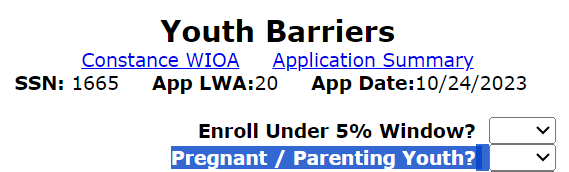 Youth Barriers
Constance WIOA Application Summary
SSN: 1665 App LWA:20 App Date:10/24/2023
Enroll Under 5% Window?
Pregnant / Parenting Youth?